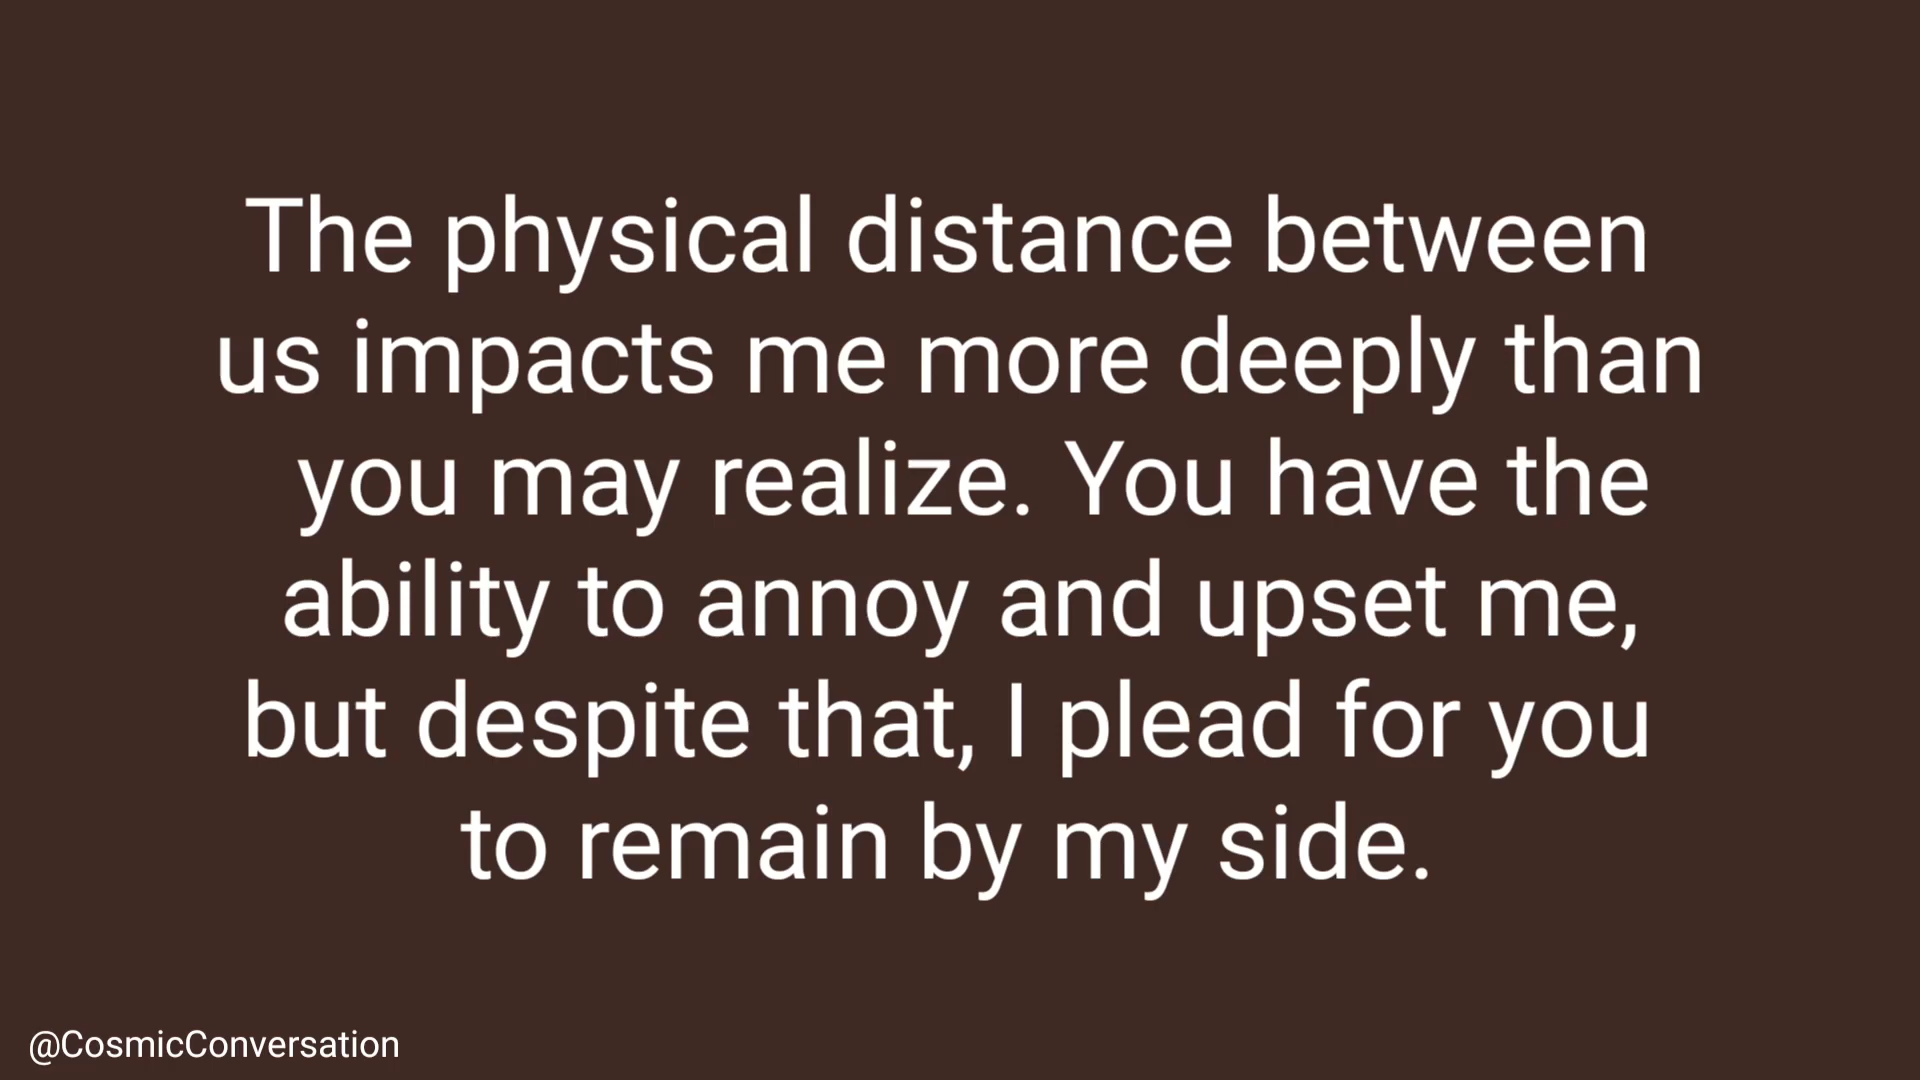 The physical distance between
us impacts me more deeply than
you may realize. You have the
ability to annoy and upset me,
but despite that, I plead for you
to remain by my side.
@CosmicConversation